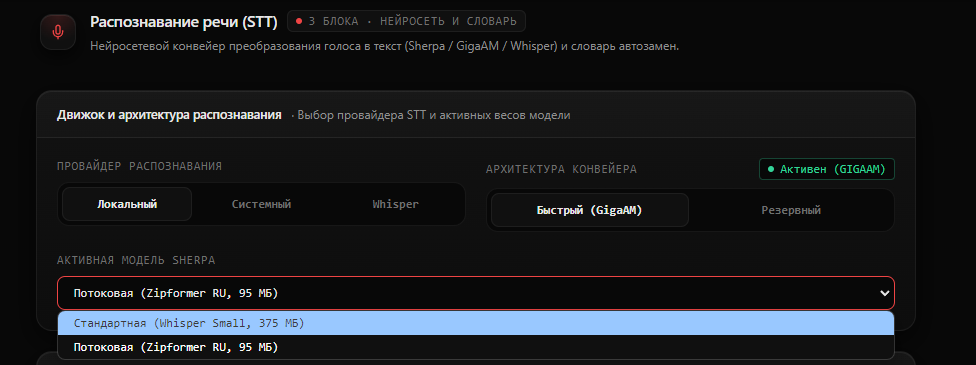 Распознавание речи (STT) • 3 БЛОКА · НЕЙРОСЕТЬ И СЛОВАРЬ
Нейросетевой конвейер преобразования голоса в текст (Sherpa / GigaAM / Whisper) и словарь автозамен.
Движок и архитектура распознавания · Выбор провайдера STT и активных весов модели
ПРОВАЙДЕР РАСПОЗНАВАНИЯ
Локальный Системный Whisper
АРХИТЕКТУРА КОНВЕЙЕРА • Активен (GIGAAM)
Быстрый (GigaAM) Резервный
АКТИВНАЯ МОДЕЛЬ SHERPA
Потоковая (Zipformer RU, 95 МБ)
Стандартная (Whisper Small, 375 МБ)
Потоковая (Zipformer RU, 95 МБ)